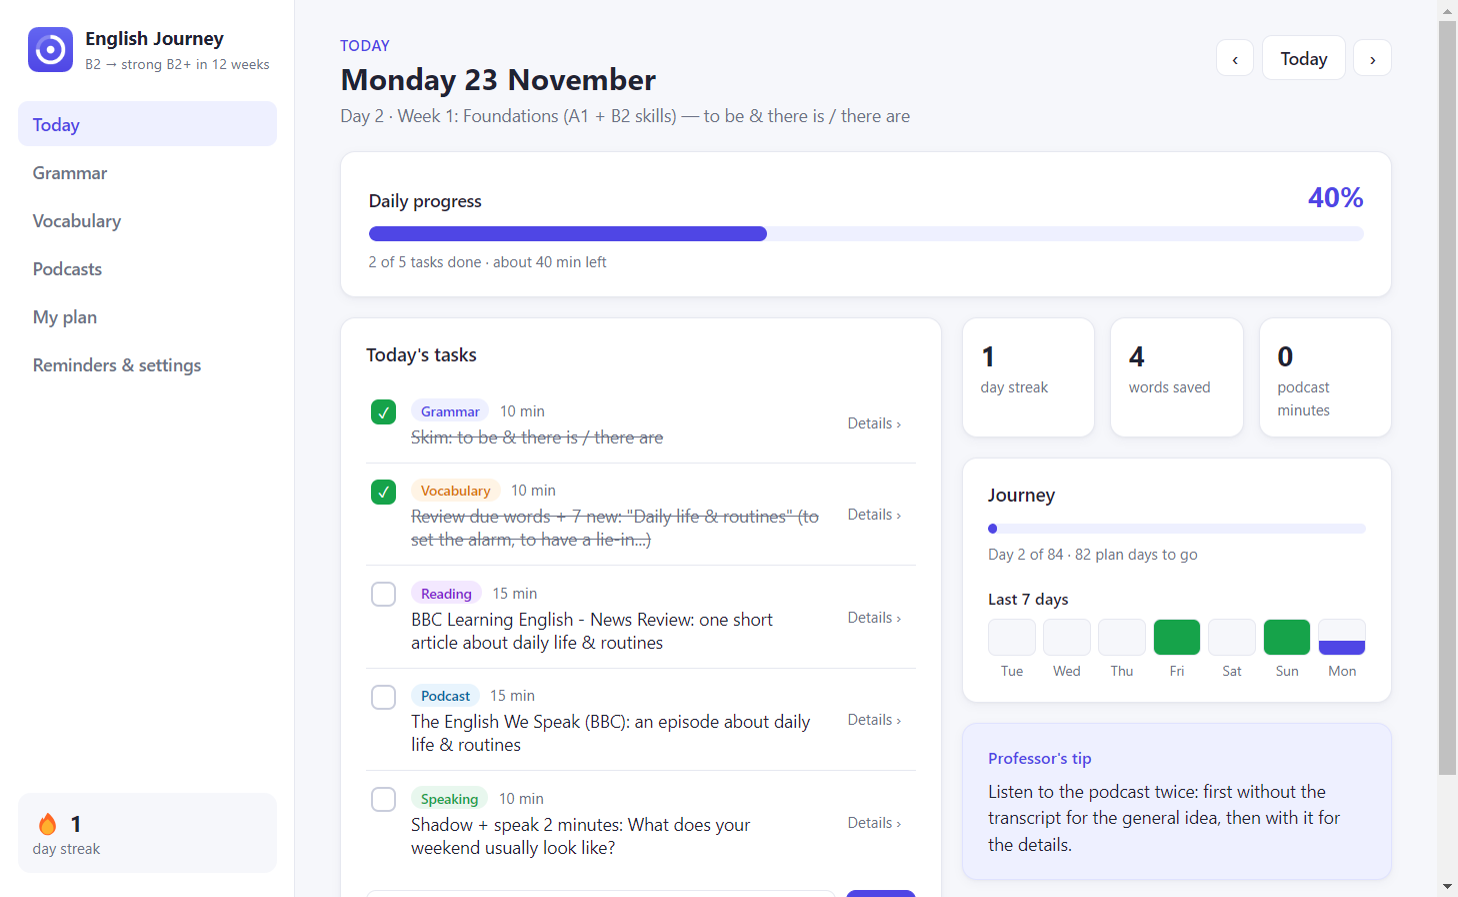 English Journey
B2 → strong B2+ in 12 weeks
Today
Grammar
Vocabulary
Podcasts
My plan
Reminders & settings
1
day streak
TODAY
Monday 23 November
Day 2 · Week 1: Foundations (A1 + B2 skills) — to be & there is / there are
‹
Today
›
Daily progress
40%
2 of 5 tasks done · about 40 min left
Today's tasks
Grammar 10 min
Skim: to be & there is / there are
Details ›
Vocabulary 10 min
Review due words + 7 new: "Daily life & routines" (to
set the alarm, to have a lie-in...)
Details ›
Reading 15 min
BBC Learning English - News Review: one short
article about daily life & routines
Details ›
Podcast 15 min
The English We Speak (BBC): an episode about daily
life & routines
Details ›
Speaking 10 min
Shadow + speak 2 minutes: What does your
weekend usually look like?
Details ›
1
day streak
4
words saved
0
podcast
minutes
Journey
Day 2 of 84 · 82 plan days to go
Last 7 days
Tue Wed Thu Fri Sat Sun Mon
Professor's tip
Listen to the podcast twice: first without the
transcript for the general idea, then with it for
the details.